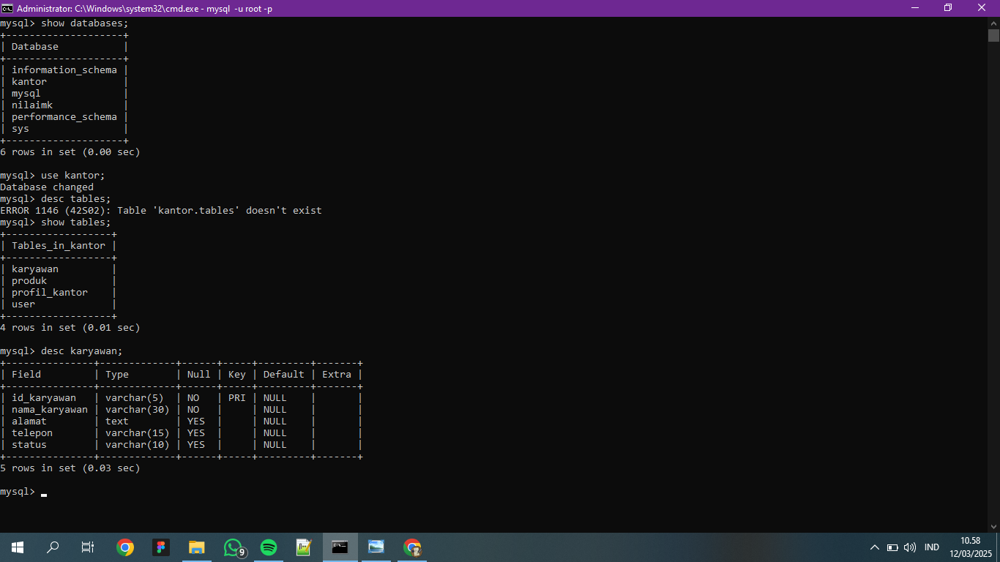 Administrator: C:\Windows\system32\cmd.exe - mysql  -u root -p
mysql> show databases;
+--------------------+
| Database           |
+--------------------+
| information_schema |
| kantor             |
| mysql              |
| nilaimk            |
| performance_schema |
| sys                |
+--------------------+
6 rows in set (0.00 sec)
mysql> use kantor;
Database changed
mysql> desc tables;
ERROR 1146 (42S02): Table 'kantor.tables' doesn't exist
mysql> show tables;
+------------------+
| Tables_in_kantor |
+------------------+
| karyawan         |
| produk           |
| profil_kantor    |
| user             |
+------------------+
4 rows in set (0.01 sec)
mysql> desc karyawan;
+---------------+-------------+------+-----+---------+-------+
| Field         | Type        | Null | Key | Default | Extra |
+---------------+-------------+------+-----+---------+-------+
| id_karyawan   | varchar(5)  | NO   | PRI | NULL    |       |
| nama_karyawan | varchar(30) | NO   |     | NULL    |       |
| alamat        | text        | YES  |     | NULL    |       |
| telepon       | varchar(15) | YES  |     | NULL    |       |
| status        | varchar(10) | YES  |     | NULL    |       |
+---------------+-------------+------+-----+---------+-------+
5 rows in set (0.03 sec)
mysql>
9
IND
10.58
12/03/2025